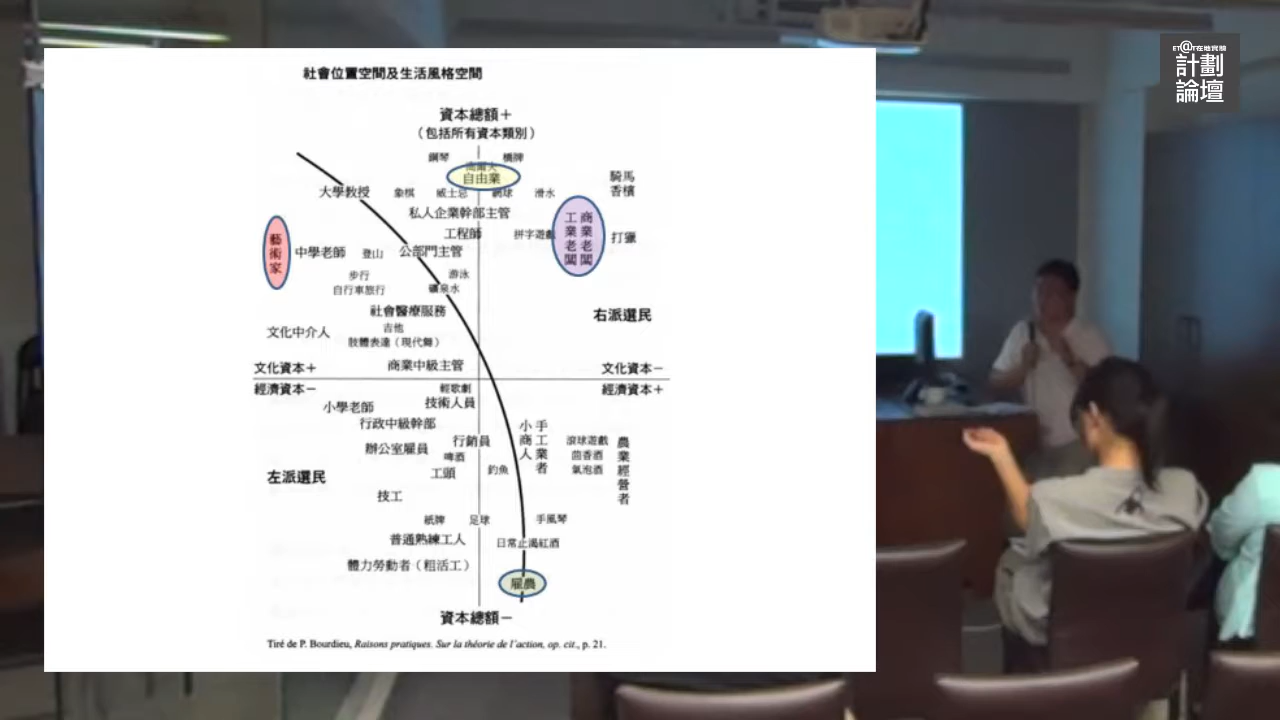 ET@T在地實驗
計劃
論壇
社會位置空間及生活風格空間
資本總額＋
（包括所有資本類別）
鋼琴
橋牌
高爾夫
自由業
騎馬
香檳
大學教授
象棋
威士忌
網球
滑水
私人企業幹部主管
工業老闆
商業老闆
藝術家
工程師
拼字遊戲
打獵
中學老師
登山
公部門主管
步行
游泳
自行車旅行
礦泉水
社會醫療服務
右派選民
文化中介人
吉他
肢體表達（現代舞）
商業中級主管
文化資本＋
文化資本－
經濟資本－
經濟資本＋
輕歌劇
小學老師
技術人員
行政中級幹部
小商人
手工業者
滾球遊戲
茴香酒
氣泡酒
農業經營者
行銷員
辦公室雇員
啤酒
工頭
釣魚
左派選民
技工
紙牌
足球
手風琴
普通熟練工人
日常止渴紅酒
體力勞動者（粗活工）
雇農
資本總額－
Tiré de P. Bourdieu, Raisons pratiques. Sur la théorie de l'action, op. cit., p. 21.